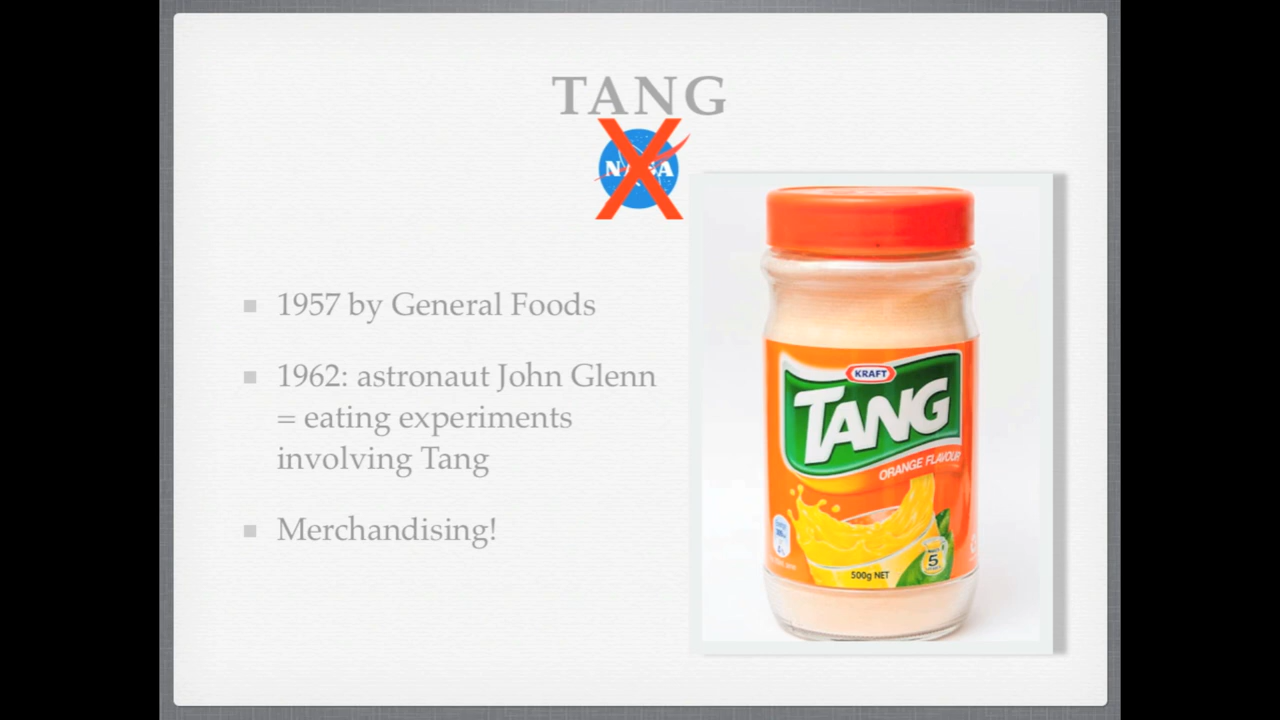 TANG
NASA
1957 by General Foods
1962: astronaut John Glenn
= eating experiments
involving Tang
Merchandising!
KRAFT
TANG
ORANGE FLAVOUR
5
500g NET